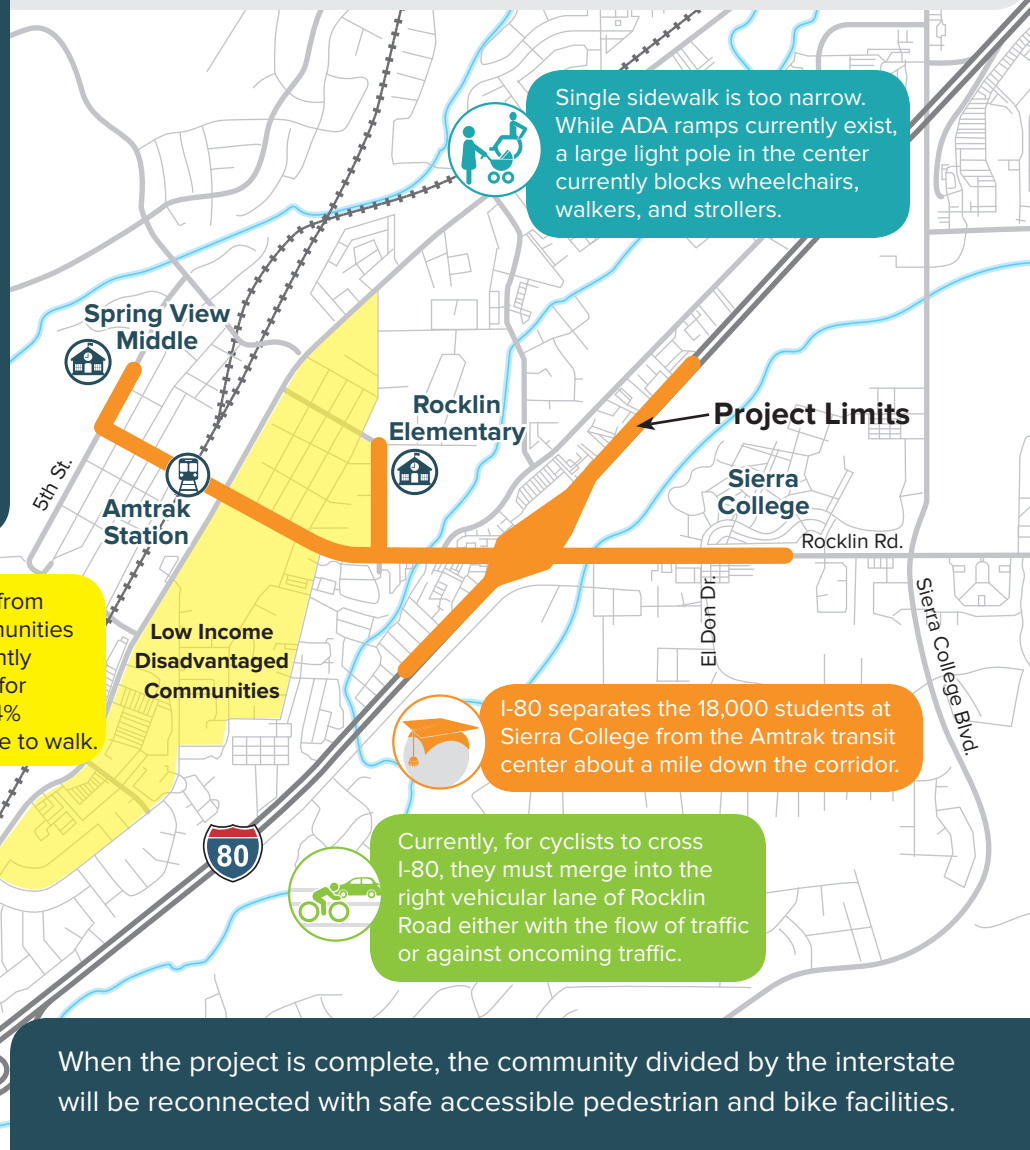 Single sidewalk is too narrow.
While ADA ramps currently exist,
a large light pole in the center
currently blocks wheelchairs,
walkers, and strollers.
Spring View
Middle
Rocklin
Elementary
Project Limits
Sierra
College
5th St.
Amtrak
Station
Rocklin Rd.
El Don Dr.
Sierra College Blvd.
from
for
4%
e to walk.
Low Income
Disadvantaged
Communities
I-80 separates the 18,000 students at
Sierra College from the Amtrak transit
center about a mile down the corridor.
80
Currently, for cyclists to cross
I-80, they must merge into the
right vehicular lane of Rocklin
Road either with the flow of traffic
or against oncoming traffic.
When the project is complete, the community divided by the interstate
will be reconnected with safe accessible pedestrian and bike facilities.